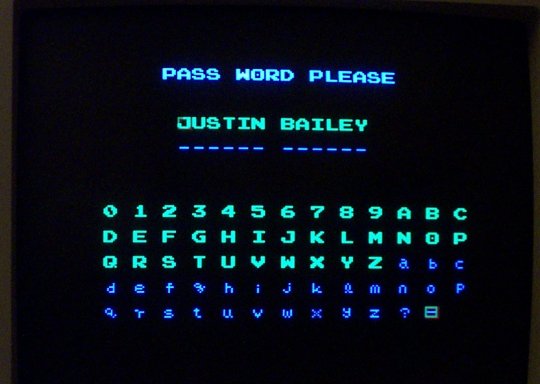 PASS WORD PLEASE
JUSTIN BAILEY
------ ------
0 1 2 3 4 5 6 7 8 9 A B C
D E F G H I J K L M N O P
Q R S T U V W X Y Z a b c
d e f g h i j k l m n o p
q r s t u v w x y z ? -